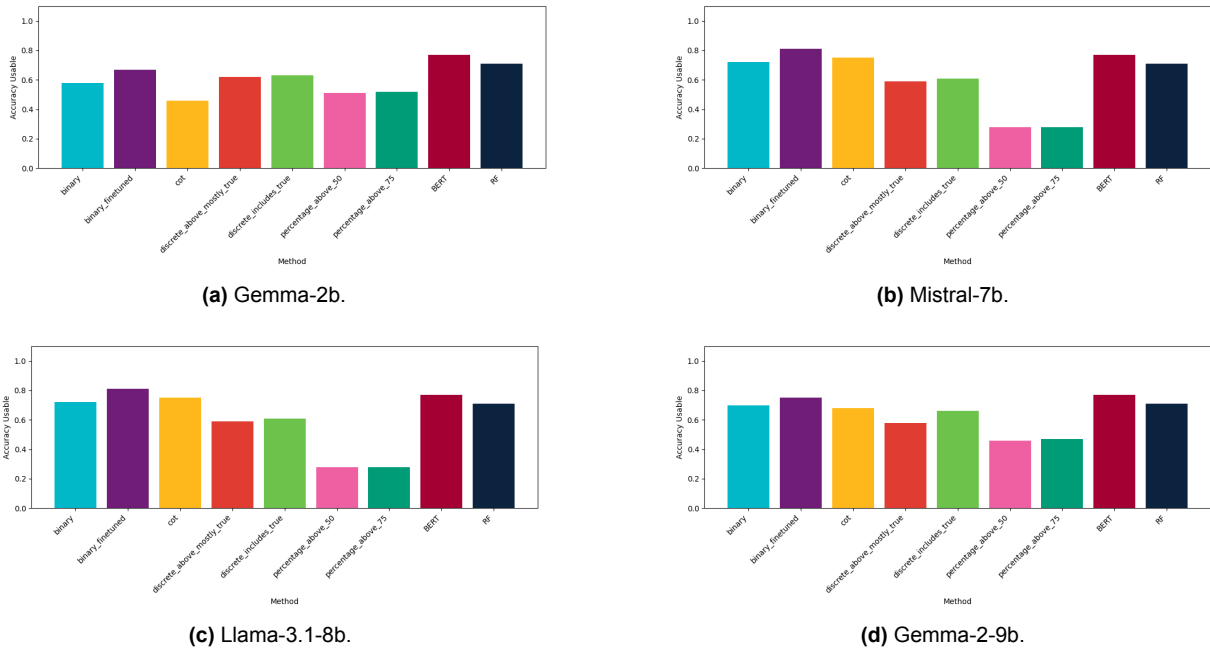 1.0
0.8
0.6
0.4
0.2
0.0
Accuracy Usable
binary
binary_finetuned
cot
discrete_above_mostly_true
discrete_includes_true
percentage_above_50
percentage_above_75
BERT
RF
Method
(a) Gemma-2b.
1.0
0.8
0.6
0.4
0.2
0.0
Accuracy Usable
binary
binary_finetuned
cot
discrete_above_mostly_true
discrete_includes_true
percentage_above_50
percentage_above_75
BERT
RF
Method
(b) Mistral-7b.
1.0
0.8
0.6
0.4
0.2
0.0
Accuracy Usable
binary
binary_finetuned
cot
discrete_above_mostly_true
discrete_includes_true
percentage_above_50
percentage_above_75
BERT
RF
Method
(c) Llama-3.1-8b.
1.0
0.8
0.6
0.4
0.2
0.0
Accuracy Usable
binary
binary_finetuned
cot
discrete_above_mostly_true
discrete_includes_true
percentage_above_50
percentage_above_75
BERT
RF
Method
(d) Gemma-2-9b.